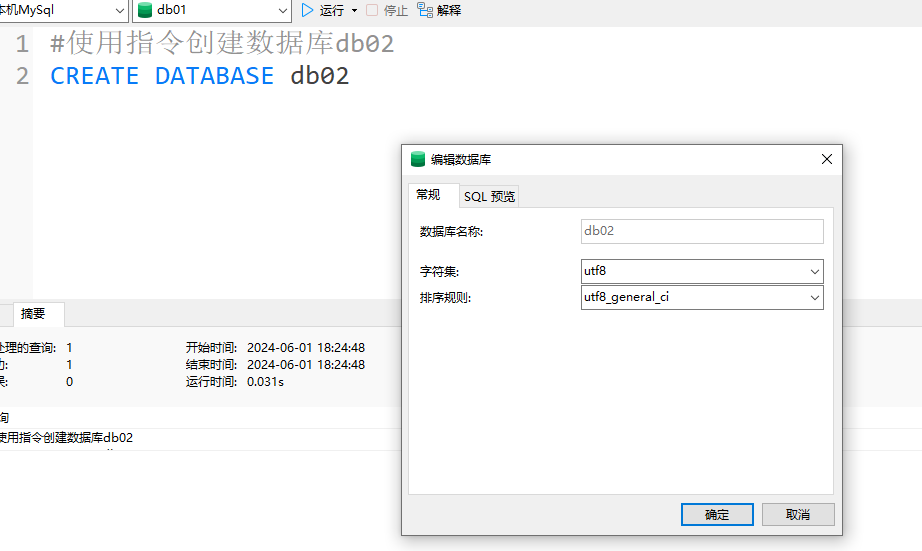 本机MySql db01 运行 停止 解释
1 #使用指令创建数据库db02
2 CREATE DATABASE db02
编辑数据库
常规 SQL 预览
数据库名称: db02
字符集: utf8
排序规则: utf8_general_ci
确定 取消
摘要
处理的查询: 1 开始时间: 2024-06-01 18:24:48
功: 1 结束时间: 2024-06-01 18:24:48
误: 0 运行时间: 0.031s
询
使用指令创建数据库db02